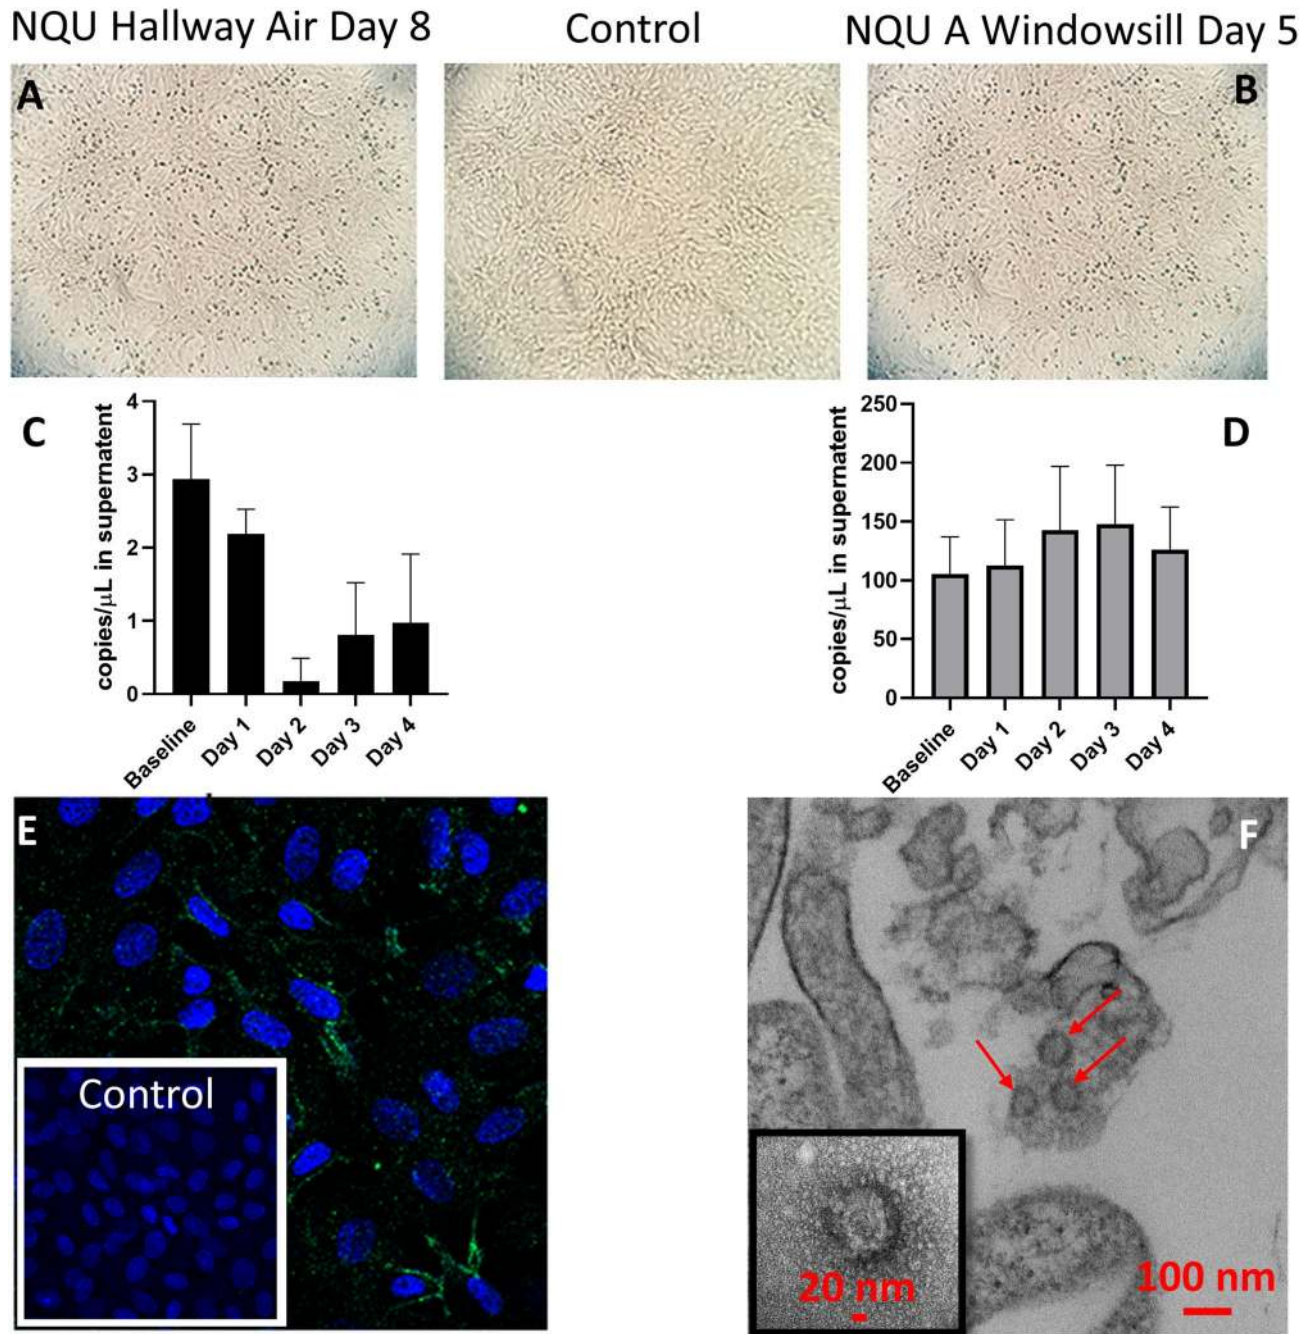 NQU Hallway Air Day 8
Control
NQU A Windowsill Day 5
A
B
C
copies/μL in supernatent
4
3
2
1
0
Baseline
Day 1
Day 2
Day 3
Day 4
D
copies/μL in supernatent
250
200
150
100
50
0
Baseline
Day 1
Day 2
Day 3
Day 4
E
Control
F
20 nm
100 nm